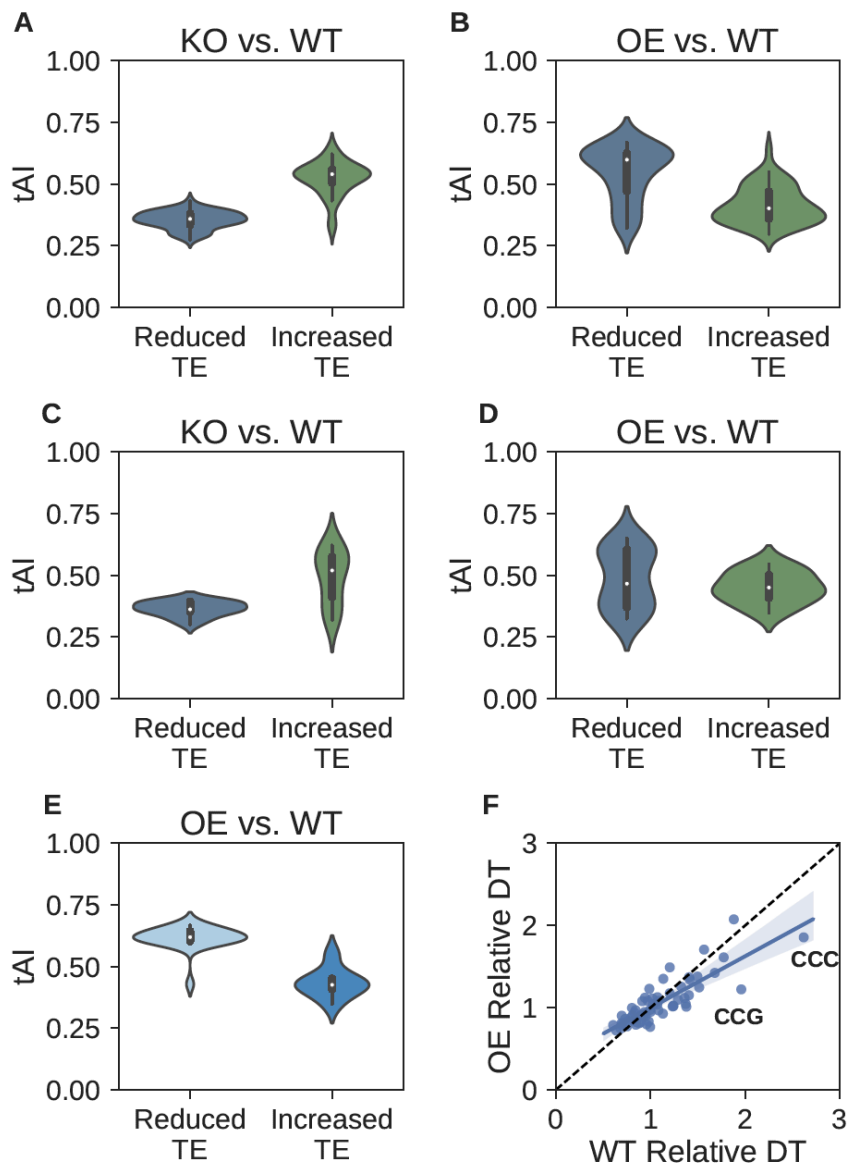 A
KO vs. WT
1.00
0.75
0.50
0.25
0.00
tAI
Reduced
TE
Increased
TE
B
OE vs. WT
1.00
0.75
0.50
0.25
0.00
tAI
Reduced
TE
Increased
TE
C
KO vs. WT
1.00
0.75
0.50
0.25
0.00
tAI
Reduced
TE
Increased
TE
D
OE vs. WT
1.00
0.75
0.50
0.25
0.00
tAI
Reduced
TE
Increased
TE
E
OE vs. WT
1.00
0.75
0.50
0.25
0.00
tAI
Reduced
TE
Increased
TE
F
3
2
1
0
OE Relative DT
CCC
CCG
0 1 2 3
WT Relative DT